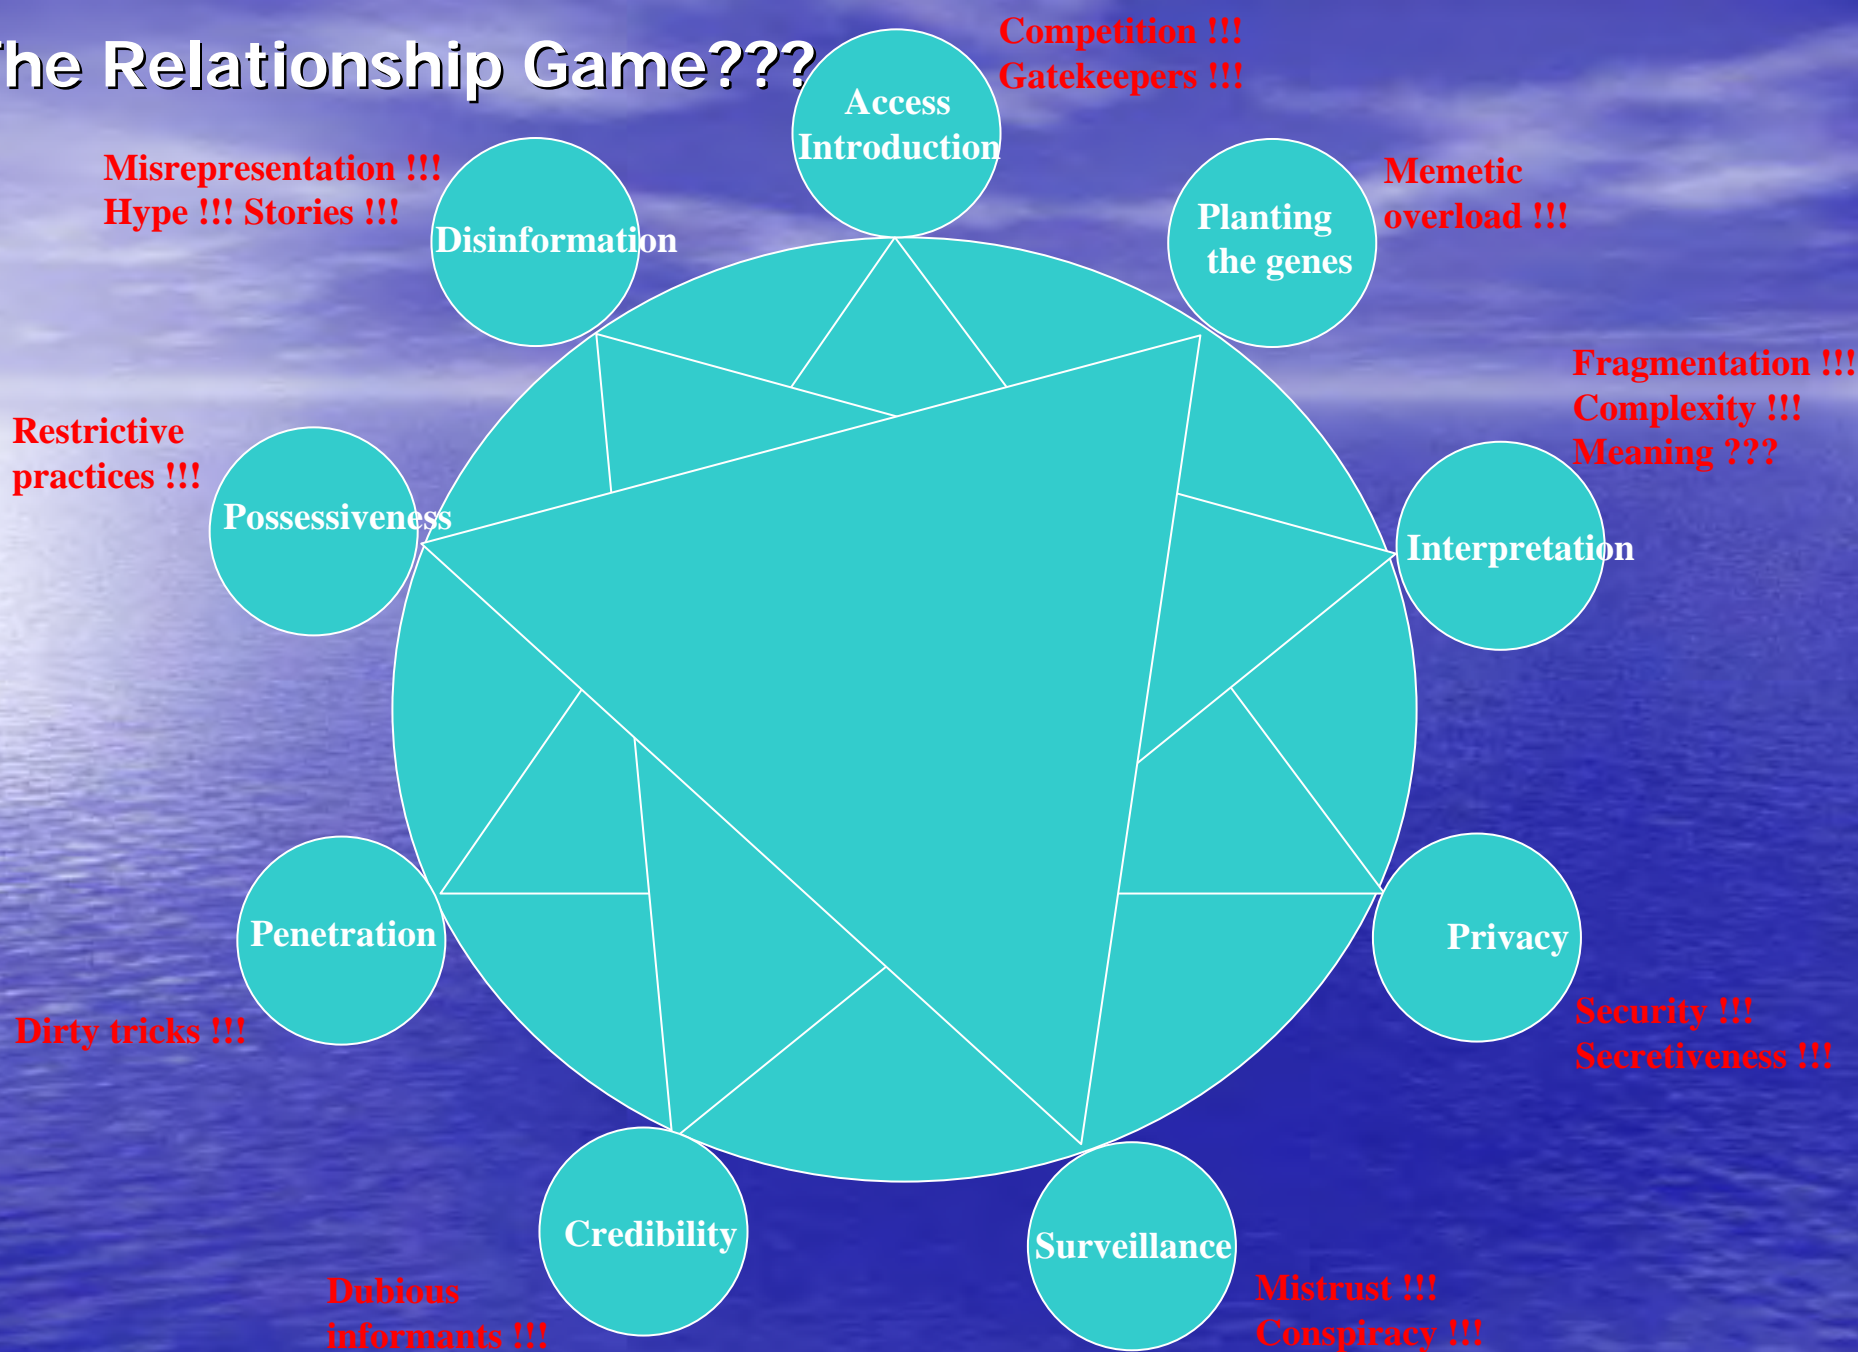 he Relationship Game???
Competition !!!
Gatekeepers !!!
Access
Introduction
Misrepresentation !!!
Hype !!! Stories !!!
Disinformation
Planting
the genes
Memetic
overload !!!
Fragmentation !!!
Complexity !!!
Meaning ???
Interpretation
Restrictive
practices !!!
Possessiveness
Penetration
Dirty tricks !!!
Privacy
Security !!!
Secretiveness !!!
Credibility
Dubious
informants !!!
Surveillance
Mistrust !!!
Conspiracy !!!